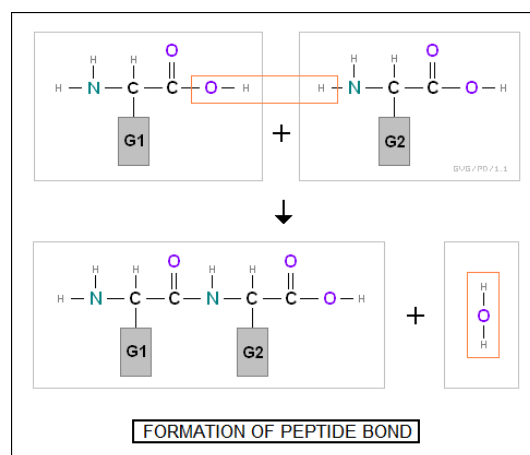 O O
H H H H
H N C C O H H N C C O H
G1 + G2
GVG/PD/1.1
O O
H H H H H
H N C C N C C O H + O
G1 G2 H
FORMATION OF PEPTIDE BOND